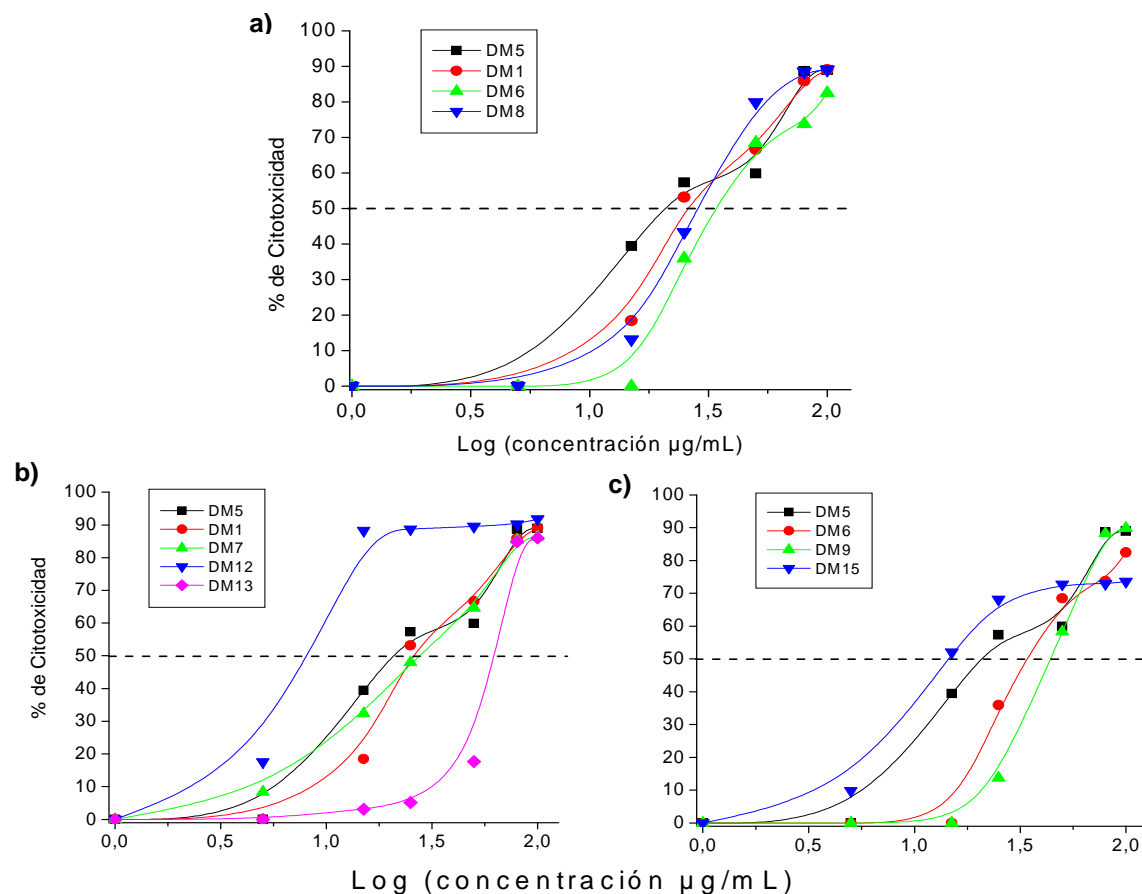 a)
% de Citotoxicidad
100
90
80
70
60
50
40
30
20
10
0
DM5
DM1
DM6
DM8
0,0 0,5 1,0 1,5 2,0
Log (concentración µg/mL)
b)
% de Citotoxicidad
100
90
80
70
60
50
40
30
20
10
0
DM5
DM1
DM7
DM12
DM13
0,0 0,5 1,0 1,5 2,0
c)
100
90
80
70
60
50
40
30
20
10
0
DM5
DM6
DM9
DM15
0,0 0,5 1,0 1,5 2,0
Log (concentración µg/mL)